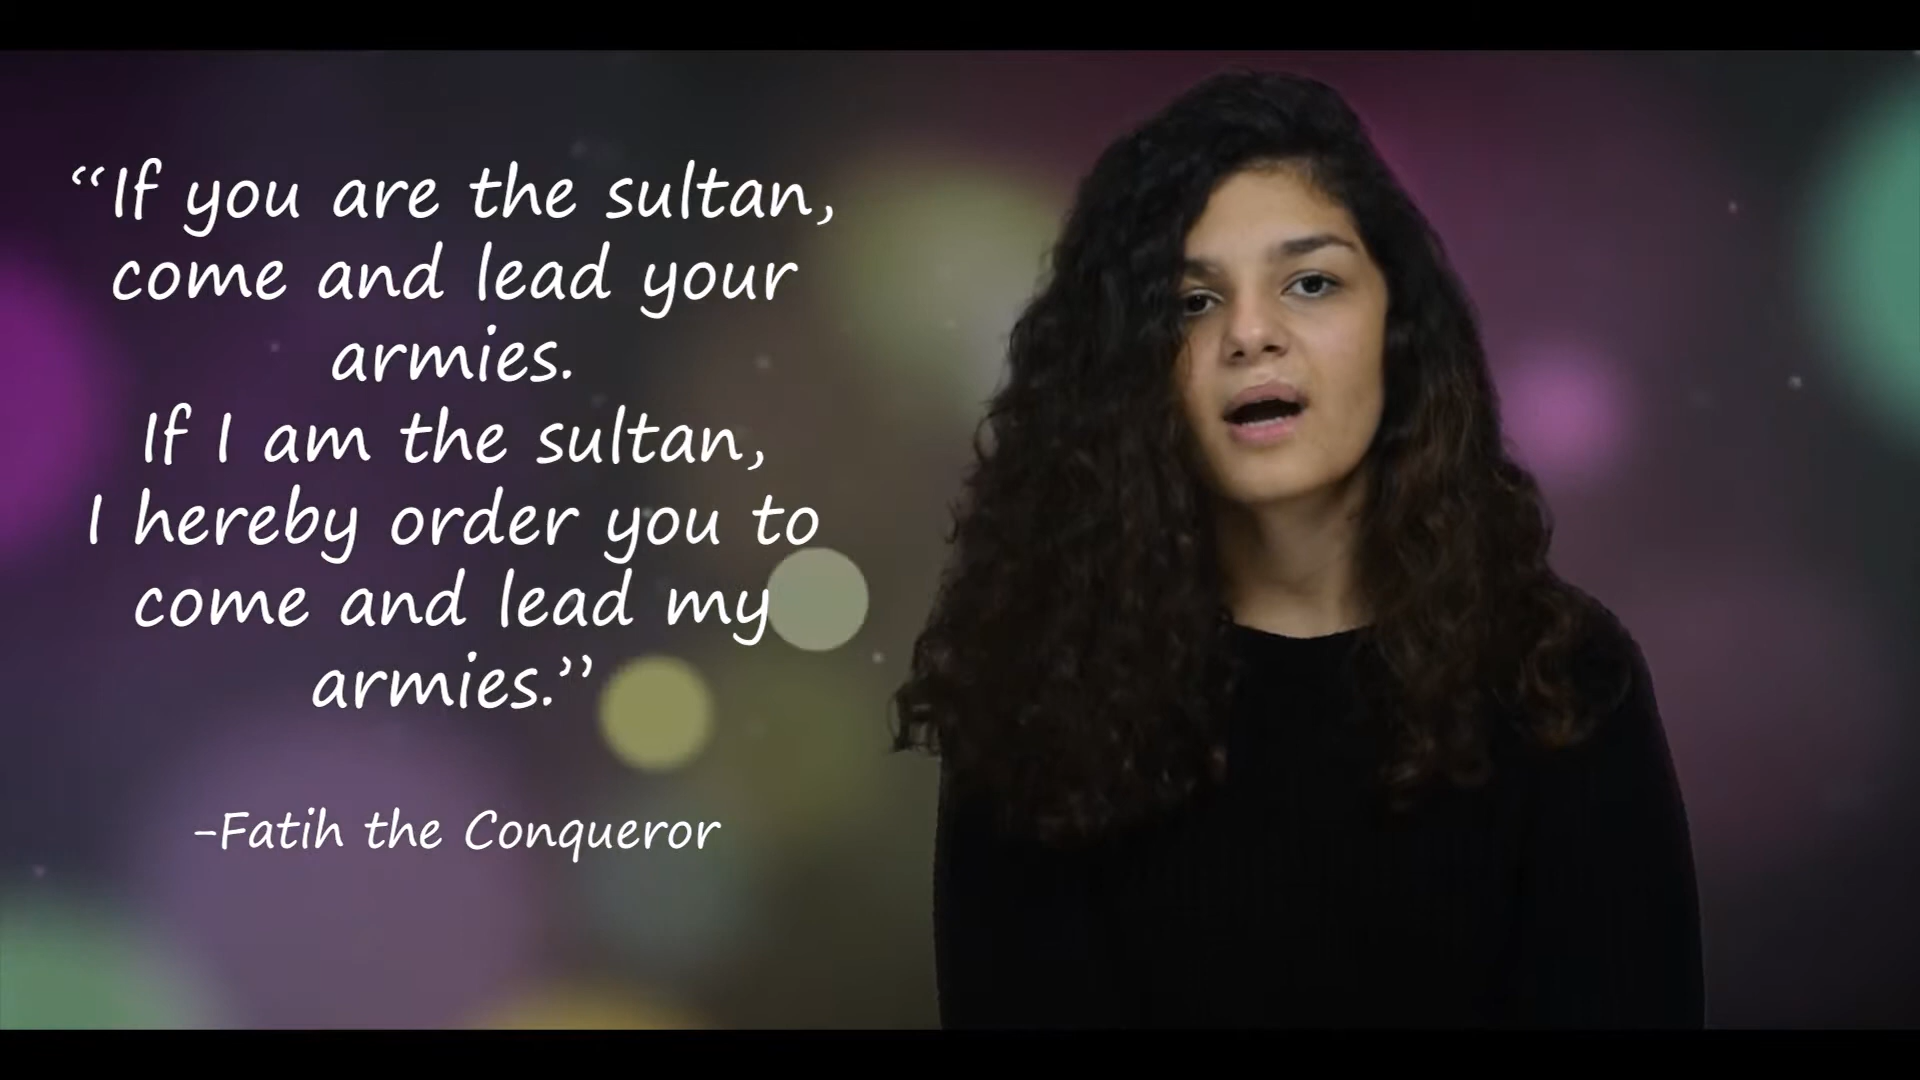 “If you are the sultan,
come and lead your
armies.
If I am the sultan,
I hereby order you to
come and lead my
armies.”
-Fatih the Conqueror